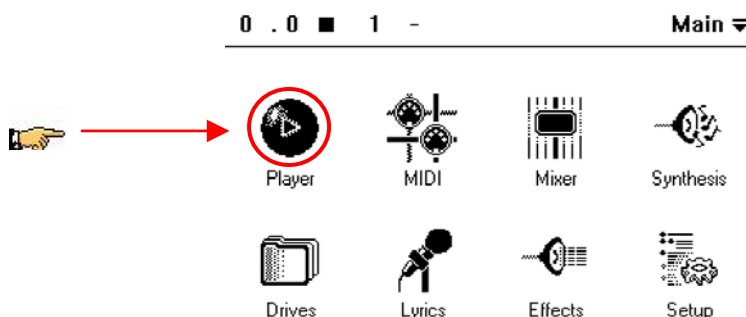 0 .0 ■ 1 - Main
Player MIDI Mixer Synthesis
Drives Lyrics Effects Setup